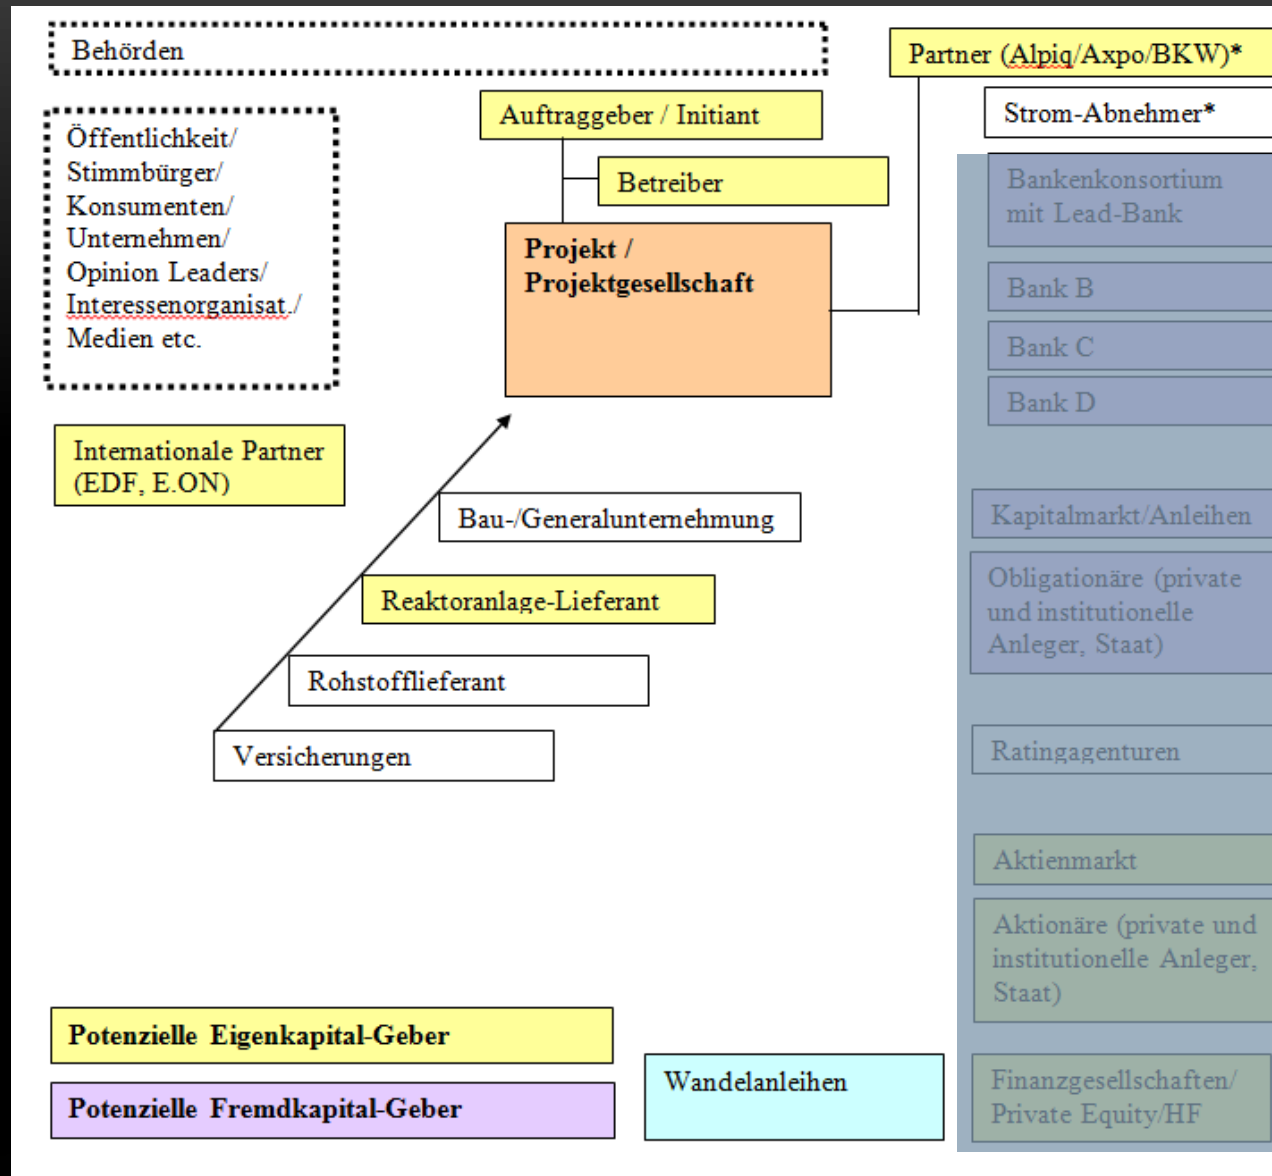 Behörden
Partner (Alpiq/Axpo/BKW)*
Auftraggeber / Initiant
Strom-Abnehmer*
Öffentlichkeit/
Stimmbürger/
Konsumenten/
Unternehmen/
Opinion Leaders/
Interessenorganisat./
Medien etc.
Betreiber
Projekt /
Projektgesellschaft
Bankenkonsortium
mit Lead-Bank
Bank B
Bank C
Bank D
Internationale Partner
(EDF, E.ON)
Bau-/Generalunternehmung
Reaktoranlage-Lieferant
Rohstofflieferant
Versicherungen
Kapitalmarkt/Anleihen
Obligationäre (private
und institutionelle
Anleger, Staat)
Ratingagenturen
Aktienmarkt
Aktionäre (private und
institutionelle Anleger,
Staat)
Potenzielle Eigenkapital-Geber
Potenzielle Fremdkapital-Geber
Wandelanleihen
Finanzgesellschaften/
Private Equity/HF